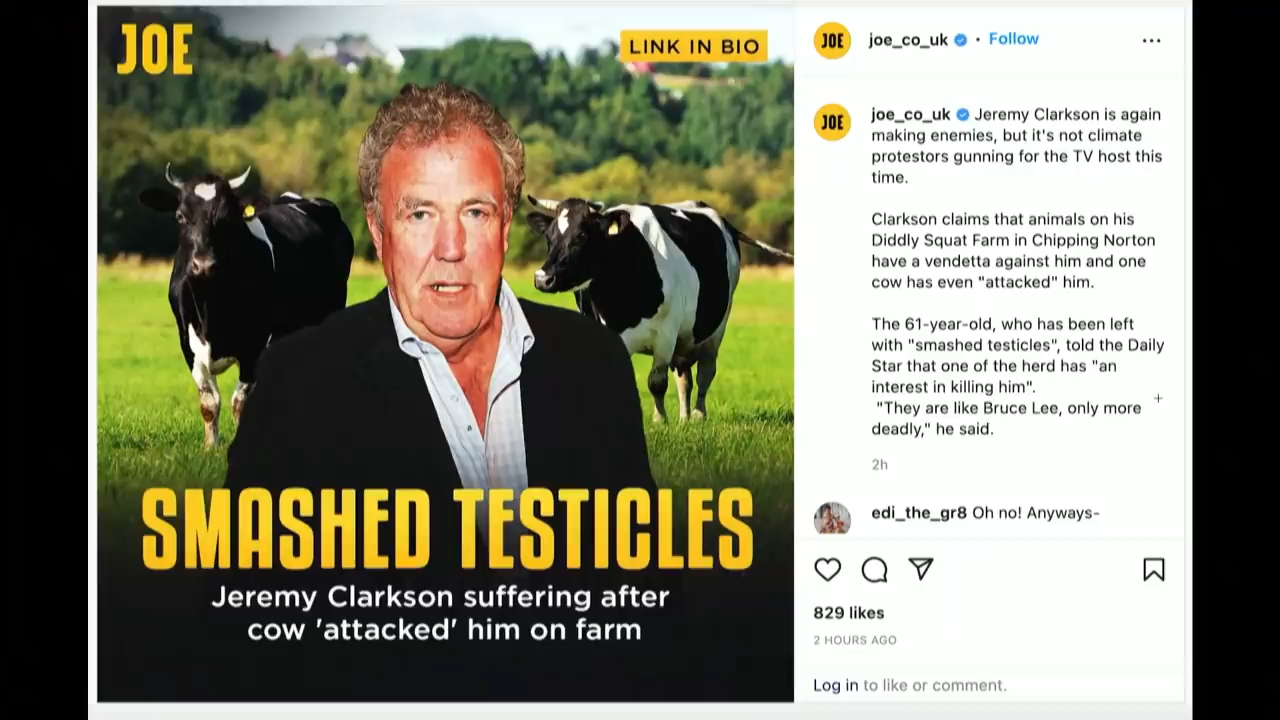 JOE
LINK IN BIO
SMASHED TESTICLES
Jeremy Clarkson suffering after
cow 'attacked' him on farm
JOE
joe_co_uk • Follow
JOE
joe_co_uk Jeremy Clarkson is again
making enemies, but it's not climate
protestors gunning for the TV host this
time.
Clarkson claims that animals on his
Diddly Squat Farm in Chipping Norton
have a vendetta against him and one
cow has even "attacked" him.
The 61-year-old, who has been left
with "smashed testicles", told the Daily
Star that one of the herd has "an
interest in killing him".
"They are like Bruce Lee, only more
deadly," he said.
2h
edi_the_gr8 Oh no! Anyways-
829 likes
2 HOURS AGO
Log in to like or comment.